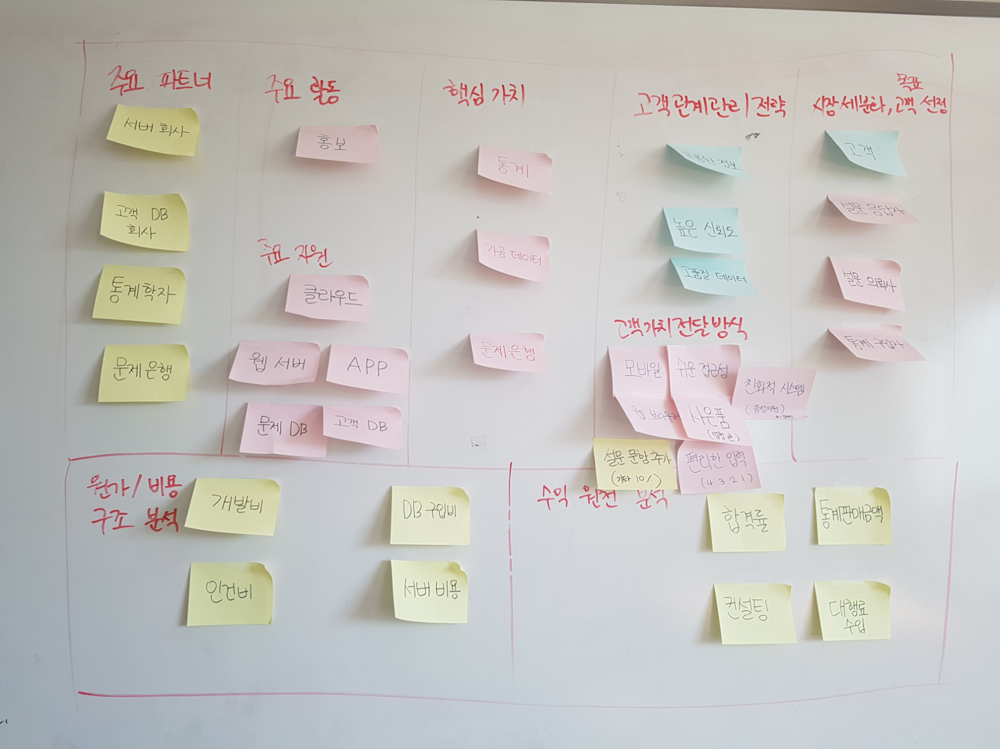 주요 파트너
서버 회사
고객 DB
회사
통계학자
문제은행
주요 활동
홍보
주요 자원
클라우드
웹 서버
APP
문제 DB
고객 DB
핵심 가치
통계
가공 데이터
문제은행
고객관계관리 전략
정보
높은 신뢰도
고품질 데이터
고객가치전달방식
모바일
쉬운 접근성
친화적 시스템
(음성지원)
웹 브라우저
사은품
설문 문항 추가
(기타 10%)
편리한 입력
(4 3 2 1)
목표
시장세분화, 고객 선정
고객
설문 응답자
설문 의뢰자
통계 구입자
원가/비용
구조 분석
개발비
DB 구입비
인건비
서버 비용
수익 원천 분석
합격률
통계판매금액
컨설팅
대행료
수입